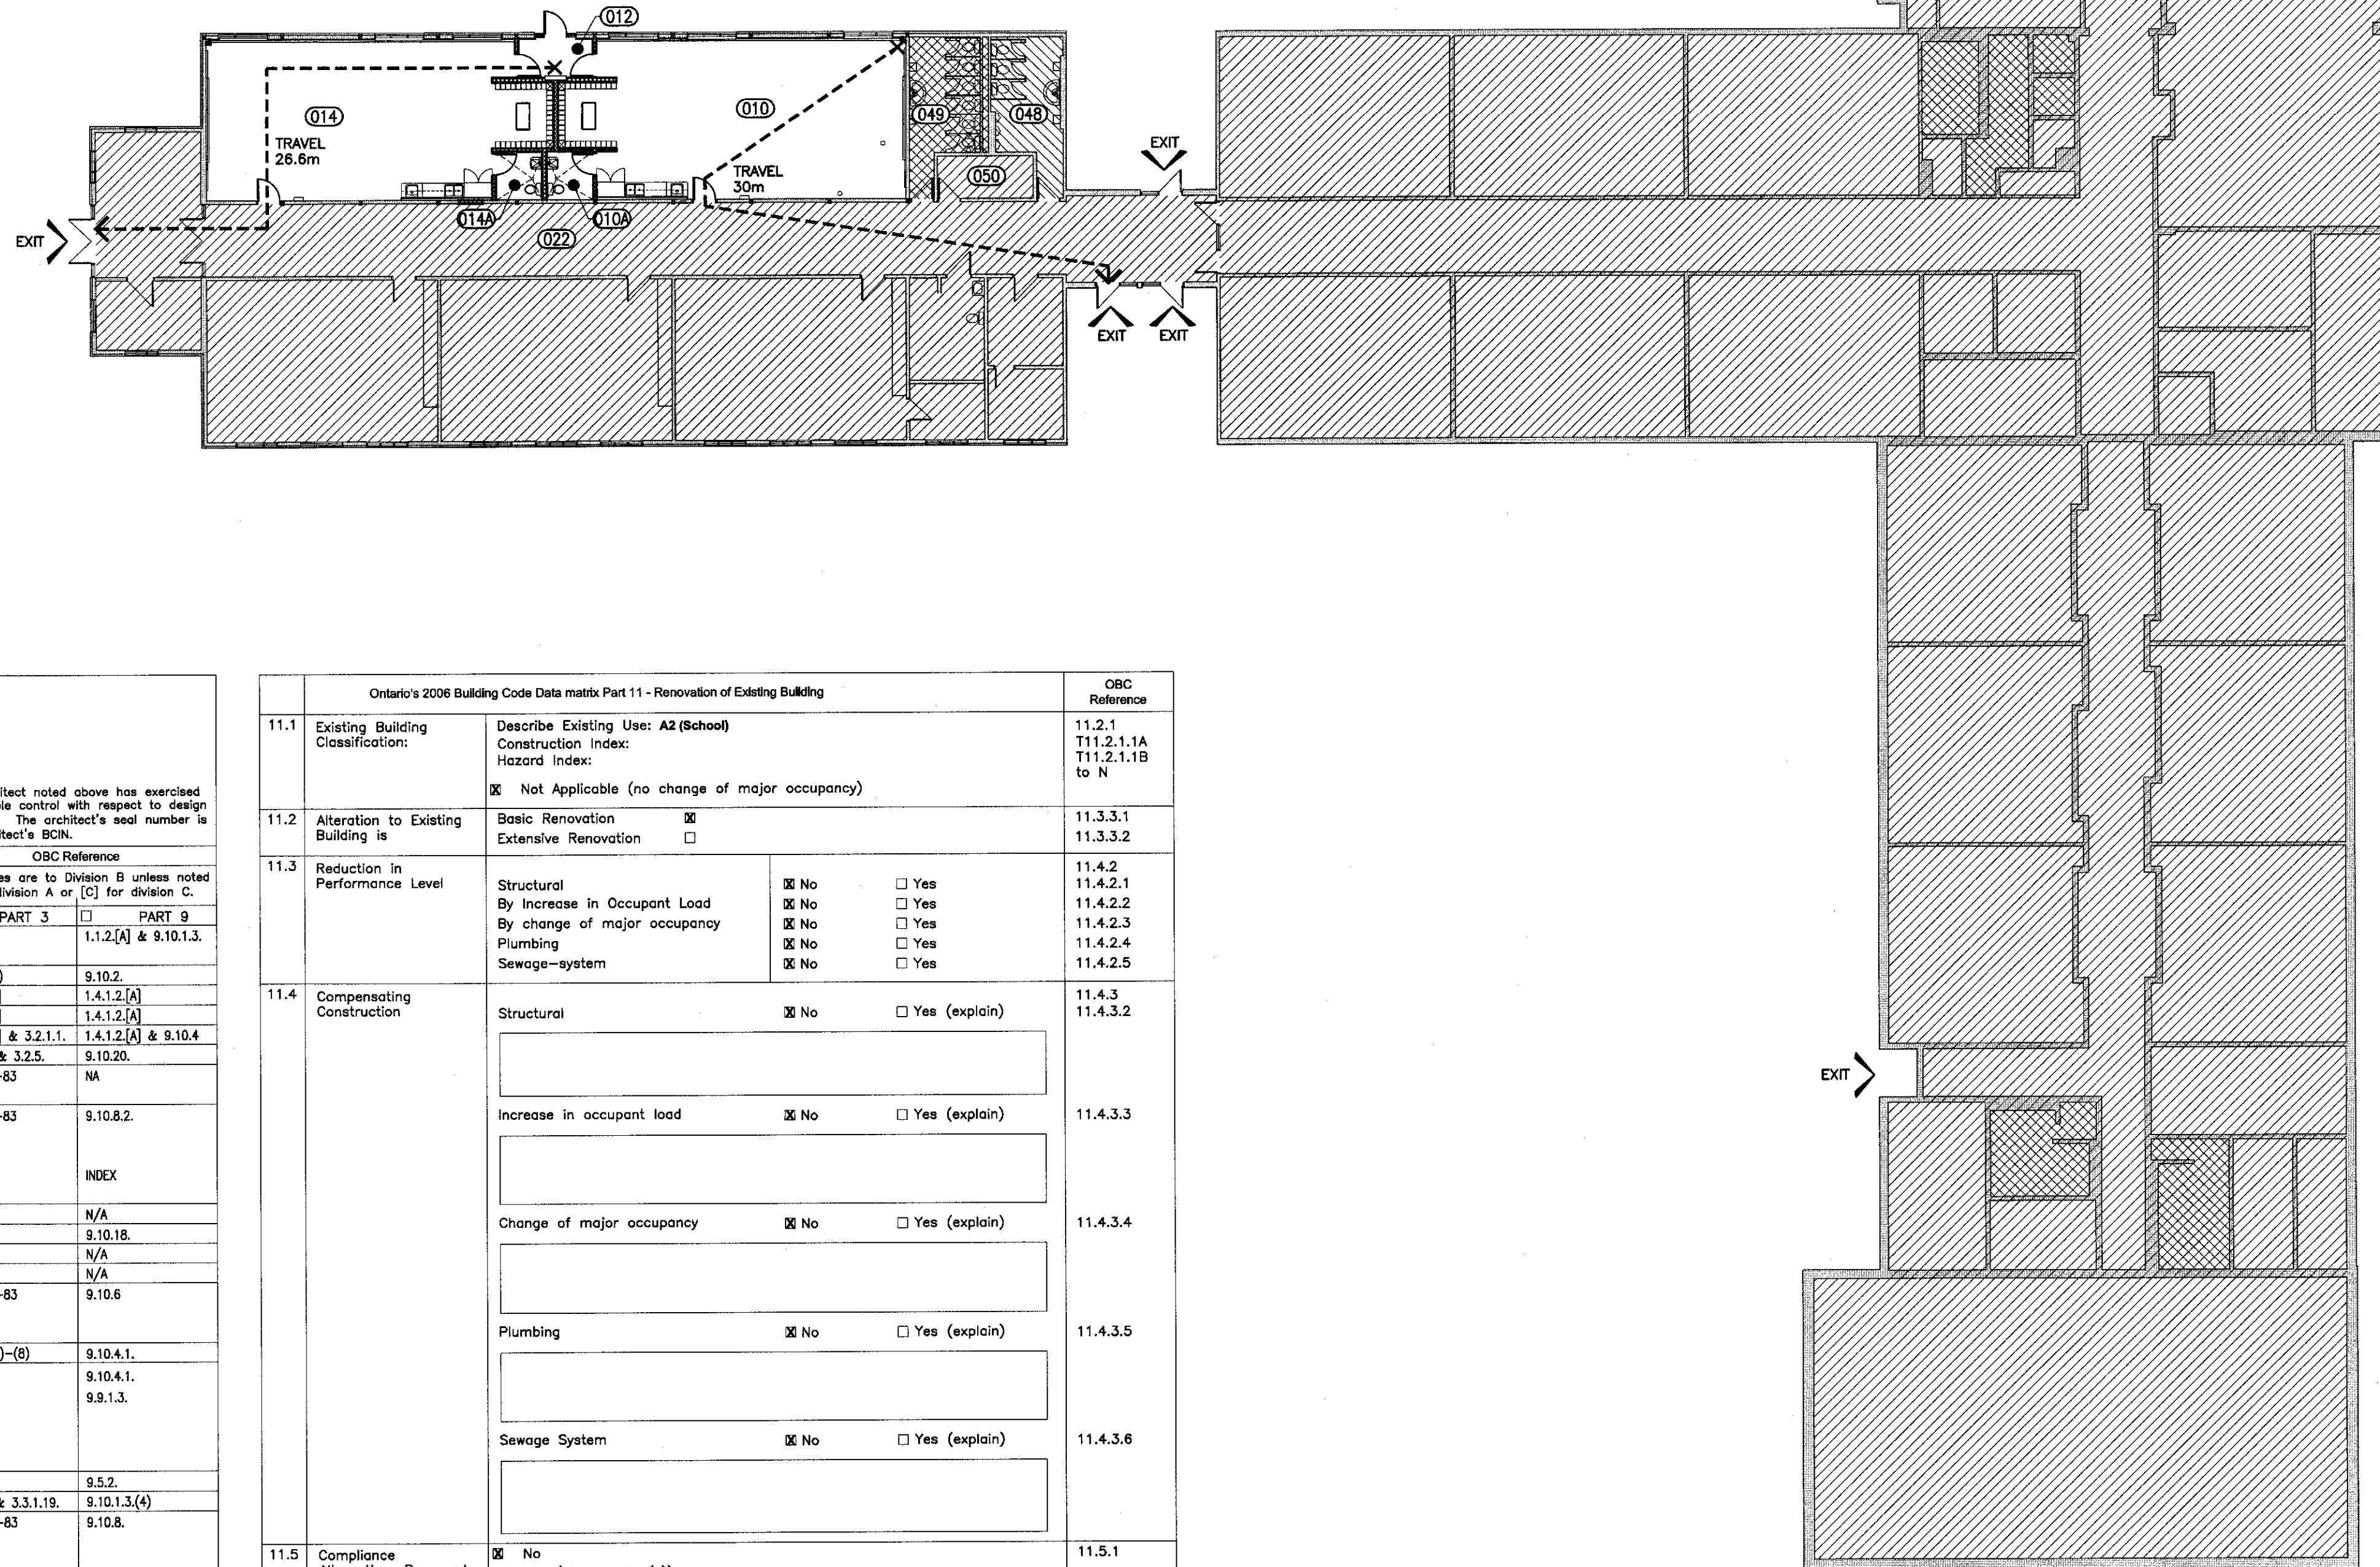 012
014
010
049
048
TRAVEL
26.6m
TRAVEL
30m
050
EXIT
014A
010A
022
EXIT
EXIT
EXIT
EXIT
itect noted above has exercised
le control with respect to design
The architect's seal number is
itect's BCIN.
OBC Reference
es are to Division B unless noted
ivision A or [C] for division C.
PART 3 ☐ PART 9
1.1.2.[A] & 9.10.1.3.
) 9.10.2.
] 1.4.1.2.[A]
] 1.4.1.2.[A]
] & 3.2.1.1. 1.4.1.2.[A] & 9.10.4
& 3.2.5. 9.10.20.
-83 NA
-83 9.10.8.2.
INDEX
N/A
9.10.18.
N/A
N/A
-83 9.10.6
)-(8) 9.10.4.1.
9.10.4.1.
9.9.1.3.
9.5.2.
& 3.3.1.19. 9.10.1.3.(4)
-83 9.10.8.
Ontario's 2006 Building Code Data matrix Part 11 - Renovation of Existing Building OBC Reference
11.1 Existing Building Classification: Describe Existing Use: A2 (School) 11.2.1
Construction Index: T11.2.1.1A
Hazard Index: T11.2.1.1B
to N
☒ Not Applicable (no change of major occupancy)
11.2 Alteration to Existing Building is Basic Renovation ☒ 11.3.3.1
Extensive Renovation ☐ 11.3.3.2
11.3 Reduction in Performance Level 11.4.2
Structural ☒ No ☐ Yes 11.4.2.1
By Increase in Occupant Load ☒ No ☐ Yes 11.4.2.2
By change of major occupancy ☒ No ☐ Yes 11.4.2.3
Plumbing ☒ No ☐ Yes 11.4.2.4
Sewage-system ☒ No ☐ Yes 11.4.2.5
11.4 Compensating Construction 11.4.3
Structural ☒ No ☐ Yes (explain) 11.4.3.2
Increase in occupant load ☒ No ☐ Yes (explain) 11.4.3.3
Change of major occupancy ☒ No ☐ Yes (explain) 11.4.3.4
Plumbing ☒ No ☐ Yes (explain) 11.4.3.5
Sewage System ☒ No ☐ Yes (explain) 11.4.3.6
11.5 Compliance ☒ No 11.5.1